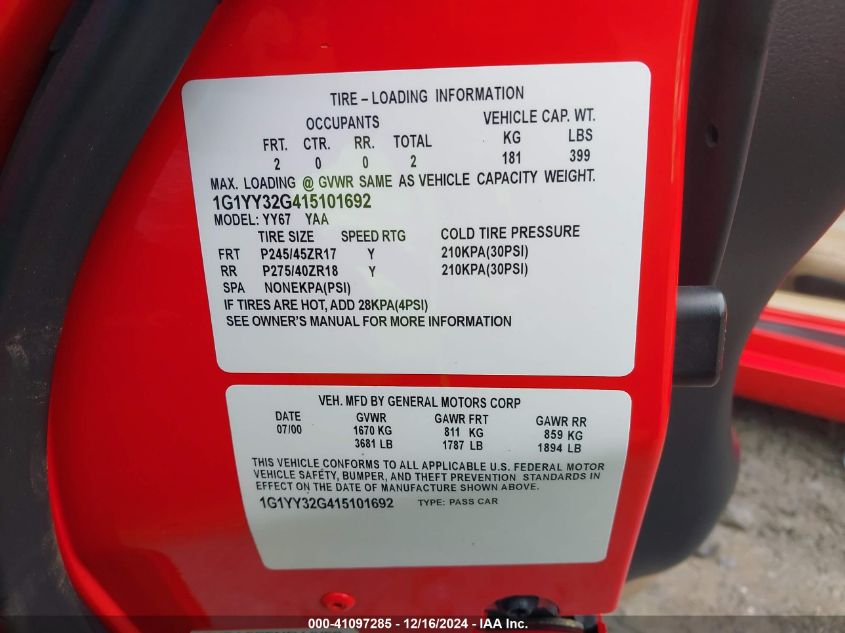 TIRE – LOADING INFORMATION
OCCUPANTS VEHICLE CAP. WT.
FRT. CTR. RR. TOTAL KG LBS
2 0 0 2 181 399
MAX. LOADING @ GVWR SAME AS VEHICLE CAPACITY WEIGHT.
1G1YY32G415101692
MODEL: YY67 YAA
TIRE SIZE SPEED RTG COLD TIRE PRESSURE
FRT P245/45ZR17 Y 210KPA(30PSI)
RR P275/40ZR18 Y 210KPA(30PSI)
SPA NONEKPA(PSI)
IF TIRES ARE HOT, ADD 28KPA(4PSI)
SEE OWNER'S MANUAL FOR MORE INFORMATION
VEH. MFD BY GENERAL MOTORS CORP
DATE GVWR GAWR FRT GAWR RR
07/00 1670 KG 811 KG 859 KG
3681 LB 1787 LB 1894 LB
THIS VEHICLE CONFORMS TO ALL APPLICABLE U.S. FEDERAL MOTOR
VEHICLE SAFETY, BUMPER, AND THEFT PREVENTION STANDARDS IN
EFFECT ON THE DATE OF MANUFACTURE SHOWN ABOVE.
1G1YY32G415101692 TYPE: PASS CAR
000-41097285 - 12/16/2024 - IAA Inc.